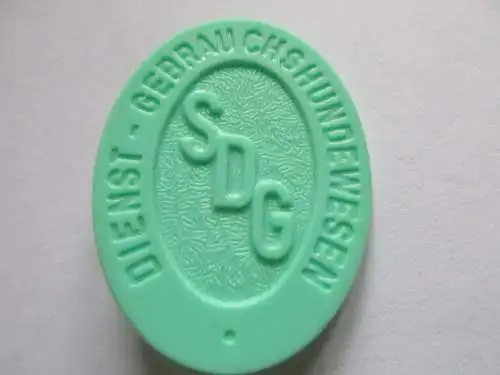 DIENST - GEBRAUCHSHUNDEWESEN
SDG